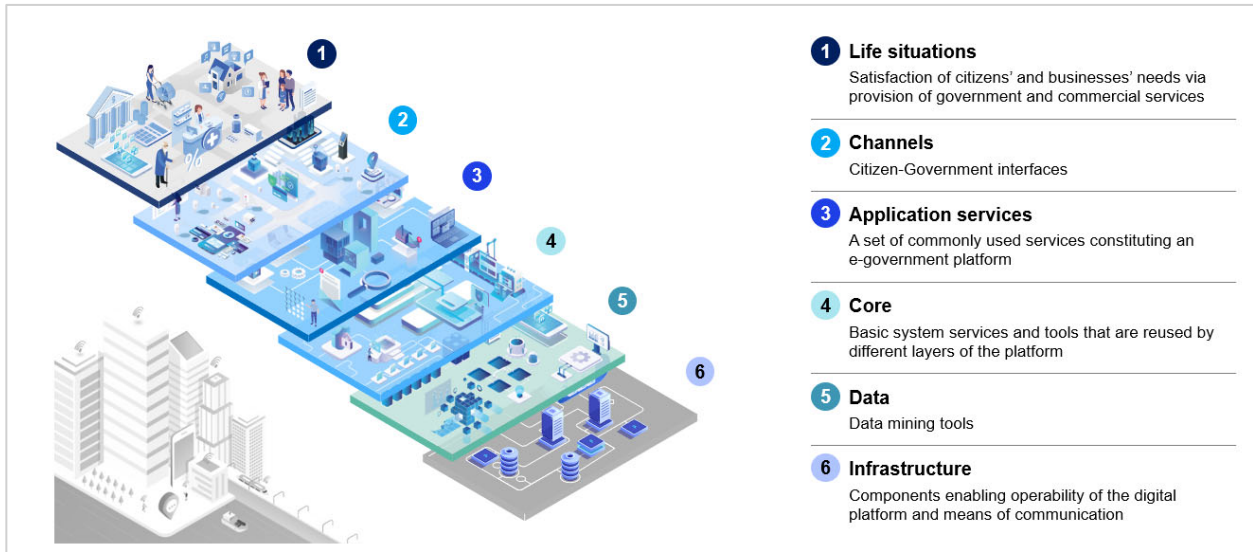 1
2
3
4
5
6
%
1 Life situations
Satisfaction of citizens’ and businesses’ needs via
provision of government and commercial services
2 Channels
Citizen-Government interfaces
3 Application services
A set of commonly used services constituting an
e-government platform
4 Core
Basic system services and tools that are reused by
different layers of the platform
5 Data
Data mining tools
6 Infrastructure
Components enabling operability of the digital
platform and means of communication